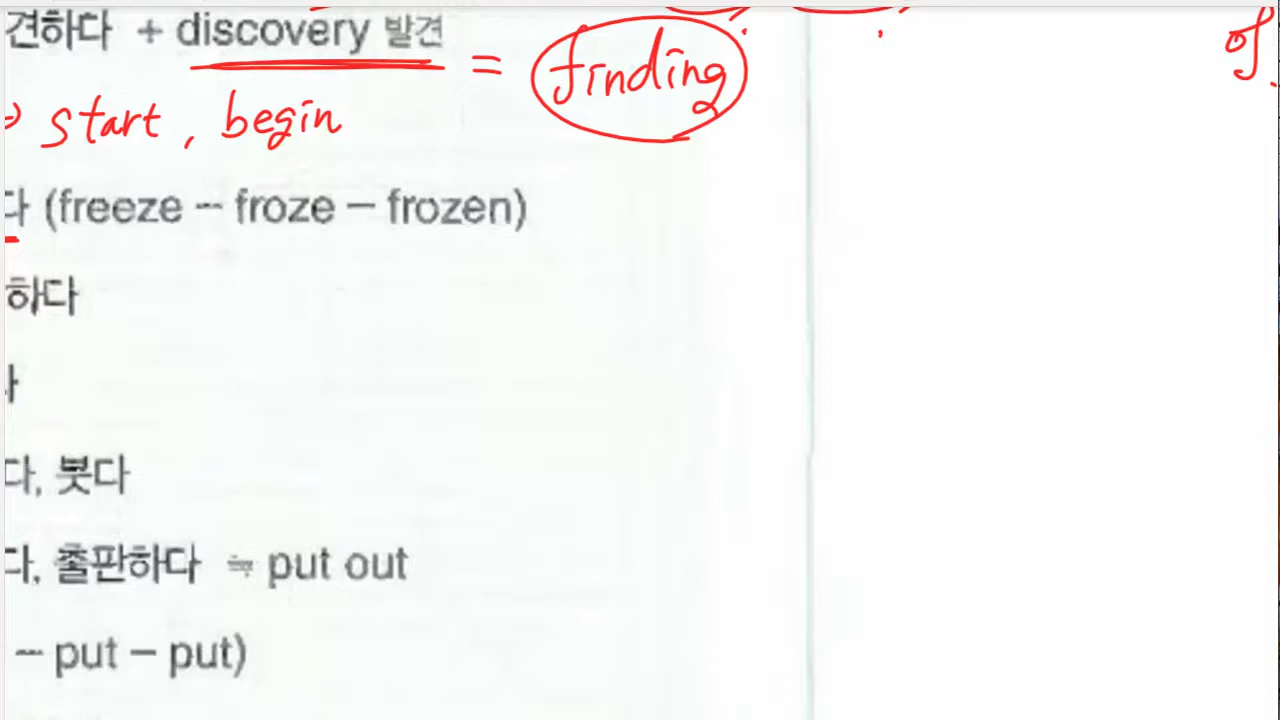 견하다 + discovery 발견 = finding
of
start, begin
다 (freeze - froze - frozen)
하다
다, 붓다
다, 출판하다 ≒ put out
- put - put)